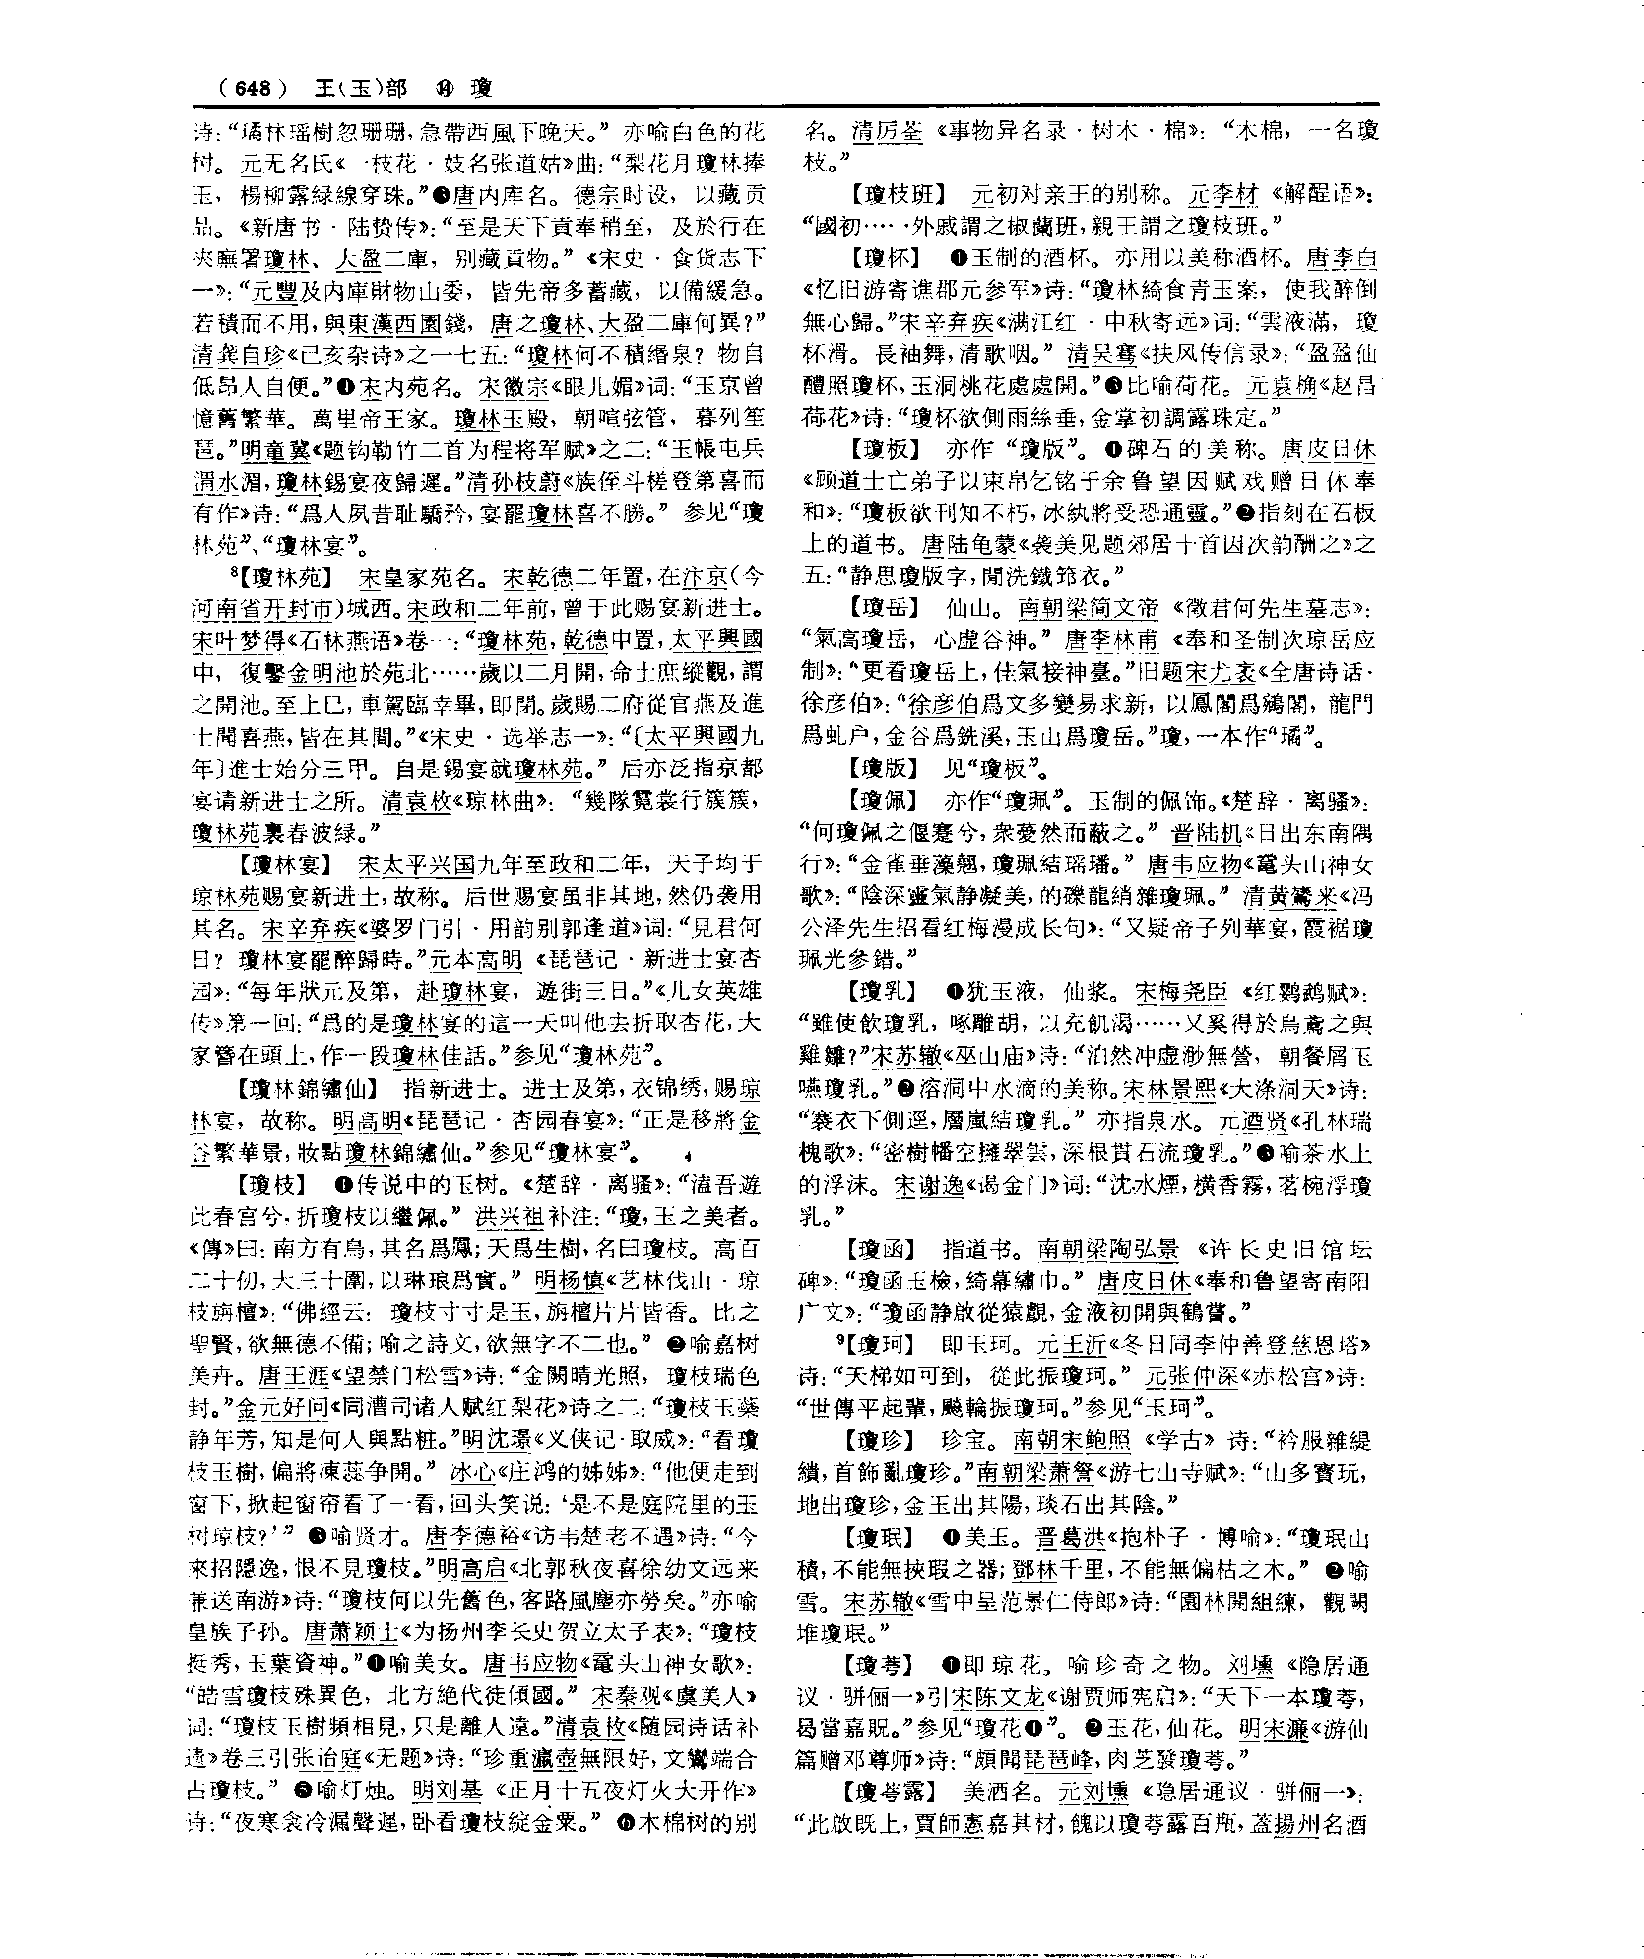 （648） 王(玉)部 ⑭ 瓊
诗：“璚林瑶樹忽珊珊，急帶西風下晚天。” 亦喻白色的花
树。 元无名氏《一枝花·妓名张道姑》曲：“梨花月瓊林捧
玉， 楊柳露緑線穿珠。”❸唐内库名。 德宗时设， 以藏贡
品。《新唐书·陆贽传》：“至是天下貢奉稍至， 及於行在
夾廡署瓊林、 大盈二庫， 别藏貢物。”《宋史·食货志下
一》：“元豐及内庫財物山委， 皆先帝多蓄藏， 以備緩急。
若積而不用，與東漢西園錢， 唐之瓊林、大盈二庫何異？”
清龚自珍《己亥杂诗》之一七五：“瓊林何不積緡泉？ 物自
低昂人自便。”❹宋内苑名。 宋徽宗《眼儿媚》词：“玉京曾
憶舊繁華。 萬里帝王家。 瓊林玉殿， 朝喧弦管， 暮列笙
琶。”明童冀《题钩勒竹二首为程将军赋》之二：“玉帳屯兵
渭水湄，瓊林錫宴夜歸遲。”清孙枝蔚《族侄斗槎登第喜而
有作》诗：“爲人夙昔耻驕矜，宴罷瓊林喜不勝。” 参见“瓊
林苑”、“瓊林宴”。
8【瓊林苑】 宋皇家苑名。 宋乾德二年置，在汴京（今
河南省开封市）城西。宋政和二年前，曾于此赐宴新进士。
宋叶梦得《石林燕语》卷一：“瓊林苑，乾德中置，太平興國
中， 復鑿金明池於苑北……歲以二月開，命士庶縱觀，謂
之開池。至上巳，車駕臨幸畢，即閉。歲賜二府從官燕及進
士聞喜燕，皆在其間。”《宋史·选举志一》：“〔太平興國九
年〕進士始分三甲。 自是錫宴就瓊林苑。” 后亦泛指京都
宴请新进士之所。 清袁枚《琼林曲》： “幾隊霓裳行簇簇，
瓊林苑裏春波緑。”
【瓊林宴】 宋太平兴国九年至政和二年， 天子均于
琼林苑赐宴新进士，故称。 后世赐宴虽非其地，然仍袭用
其名。 宋辛弃疾《婆罗门引·用韵别郭逢道》词：“見君何
日？ 瓊林宴罷醉歸時。”元本高明 《琵琶记·新进士宴杏
园》：“每年狀元及第， 赴瓊林宴， 遊街三日。”《儿女英雄
传》第一回：“爲的是瓊林宴的這一天叫他去折取杏花，大
家簪在頭上，作一段瓊林佳話。”参见“瓊林苑”。
【瓊林錦繡仙】 指新进士。 进士及第，衣锦绣，赐琼
林宴， 故称。 明高明《琵琶记·杏园春宴》：“正是移將金
谷繁華景，妝點瓊林錦繡仙。”参见“瓊林宴”。
【瓊枝】 ❶传说中的玉树。《楚辞·离骚》：“溘吾遊
此春宫兮，折瓊枝以繼佩。” 洪兴祖补注：“瓊，玉之美者。
《傳》曰：南方有鳥，其名爲鳳；天爲生樹，名曰瓊枝。 高百
二十仞，大三十圍，以琳琅爲實。” 明杨慎《艺林伐山·琼
枝旃檀》：“佛經云： 瓊枝寸寸是玉，旃檀片片皆香。 比之
聖賢，欲無德不備；喻之詩文，欲無字不工也。” ❷喻嘉树
美卉。 唐王涯《望禁门松雪》诗：“金闕晴光照， 瓊枝瑞色
封。”金元好问《同漕司诸人赋红梨花》诗之二：“瓊枝玉蘂
静年芳，知是何人與點粧。”明沈璟《义侠记·取威》：“看瓊
枝玉樹，偏將凍蕊争開。” 冰心《庄鸿的姊姊》：“他便走到
窗下，掀起窗帘看了一看，回头笑说：‘是不是庭院里的玉
树琼枝？’” ❸喻贤才。 唐李德裕《访韦楚老不遇》诗：“今
來招隱逸，恨不見瓊枝。”明高启《北郭秋夜喜徐幼文远来
兼送南游》诗：“瓊枝何以先舊色，客路風塵亦勞矣。”亦喻
皇族子孙。 唐萧颖士《为扬州李长史贺立太子表》：“瓊枝
挺秀，玉葉資神。”❹喻美女。 唐韦应物《鼋头山神女歌》：
“皓雪瓊枝殊異色， 北方絶代徒傾國。” 宋秦观《虞美人》
词：“瓊枝玉樹頻相見，只是離人遠。”清袁枚《随园诗话补
遗》卷三引张诒庭《无题》诗：“珍重瀛壺無限好，文鸞端合
占瓊枝。” ❺喻灯烛。 明刘基 《正月十五夜灯火大开作》
诗：“夜寒衾冷漏聲遲，卧看瓊枝綻金粟。” ❻木棉树的别
名。 清厉荃 《事物异名录·树木·棉》： “木棉， 一名瓊
枝。”
【瓊枝班】 元初对亲王的别称。 元李材 《解酲语》：
“國初……外戚謂之椒蘭班，親王謂之瓊枝班。”
【瓊杯】 ❶玉制的酒杯。亦用以美称酒杯。 唐李白
《忆旧游寄谯郡元参军》诗：“瓊杯綺食青玉案， 使我醉倒
無心歸。”宋辛弃疾《满江红·中秋寄远》词：“雲液滿， 瓊
杯滑。 長袖舞，清歌咽。” 清吴骞《扶风传信录》：“盈盈仙
醴照瓊杯，玉洞桃花處處開。”❷比喻荷花。 元袁桷《赵昌
荷花》诗：“瓊杯欲側雨絲垂，金掌初調露珠定。”
【瓊板】 亦作 “瓊版”。 ❶碑石的美称。 唐皮日休
《顾道士亡弟子以束帛乞铭于余鲁望因赋戏赠日休奉
和》：“瓊板欲刊知不朽，冰紈將受恐通靈。”❷指刻在石板
上的道书。 唐陆龟蒙《袭美见题郊居十首因次韵酬之》之
五：“静思瓊版字，閒洗鐵筇衣。”
【瓊岳】 仙山。 南朝梁简文帝 《徵君何先生墓志》：
“氣高瓊岳， 心虚谷神。” 唐李林甫 《奉和圣制次琼岳应
制》：“更看瓊岳上，佳氣接神臺。”旧题宋尤袤《全唐诗话·
徐彦伯》：“徐彦伯爲文多變易求新，以鳳閣爲鵷閣，龍門
爲虬户，金谷爲銑溪，玉山爲瓊岳。”瓊，一本作“璚”。
【瓊版】 见“瓊板”。
【瓊佩】 亦作“瓊珮”。 玉制的佩饰。《楚辞·离骚》：
“何瓊佩之偃蹇兮，衆薆然而蔽之。” 晋陆机《日出东南隅
行》：“金雀垂藻翹，瓊珮結瑶璠。” 唐韦应物《鼋头山神女
歌》：“陰深靈氣静凝美，的礫龍綃雜瓊珮。” 清黄鷟来《冯
公泽先生招看红梅漫成长句》：“又疑帝子列華宴，霞裾瓊
珮光參錯。”
【瓊乳】 ❶犹玉液， 仙浆。 宋梅尧臣 《红鹦鹉赋》：
“雖使飲瓊乳， 啄雕胡， 以充飢渴……又奚得於烏鳶之與
雞雛？”宋苏辙《巫山庙》诗：“泊然冲虚渺無營， 朝餐屑玉
嚥瓊乳。”❷溶洞中水滴的美称。宋林景熙《大涤洞天》诗：
“褰衣下側逕，層嵐結瓊乳。” 亦指泉水。 元迺贤《孔林瑞
槐歌》：“密樹幡空擁翠雲，深根貫石流瓊乳。”❸喻茶水上
的浮沫。 宋谢逸《谒金门》词：“沈水煙，横香霧，茗椀浮瓊
乳。”
【瓊函】 指道书。 南朝梁陶弘景 《许长史旧馆坛
碑》：“瓊函玉檢，綺幕繡巾。” 唐皮日休《奉和鲁望寄南阳
广文》：“瓊函静啟從猿覷，金液初開與鶴嘗。”
9【瓊珂】 即玉珂。 元王沂《冬日同李仲善登慈恩塔》
诗：“天梯如可到， 從此振瓊珂。” 元张仲深《赤松宫》诗：
“世傳平起輩，飈輪振瓊珂。”参见“玉珂”。
【瓊珍】 珍宝。 南朝宋鲍照 《学古》 诗：“衿服雜緹
繢，首飾亂瓊珍。”南朝梁萧詧《游七山寺赋》：“山多寶玩，
地出瓊珍，金玉出其陽，琰石出其陰。”
【瓊珉】 ❶美玉。 晋葛洪《抱朴子·博喻》：“瓊珉山
積，不能無挾瑕之器；鄧林千里，不能無偏枯之木。” ❷喻
雪。 宋苏辙《雪中呈范景仁侍郎》诗：“園林開組練， 觀闕
堆瓊珉。”
【瓊萼】 ❶即琼花。喻珍奇之物。 刘壎 《隐居通
议·骈俪一》引宋陈文龙《谢贾师宪启》：“天下一本瓊萼，
曷當嘉貺。”参见“瓊花❶”。 ❷玉花，仙花。 明宋濂《游仙
篇赠邓尊师》诗：“頗聞琵琶峰，肉芝發瓊萼。”
【瓊萼露】 美酒名。 元刘壎 《隐居通议·骈俪一》：
“此啟既上，賈師憲嘉其材，餽以瓊萼露百瓶，蓋揚州名酒